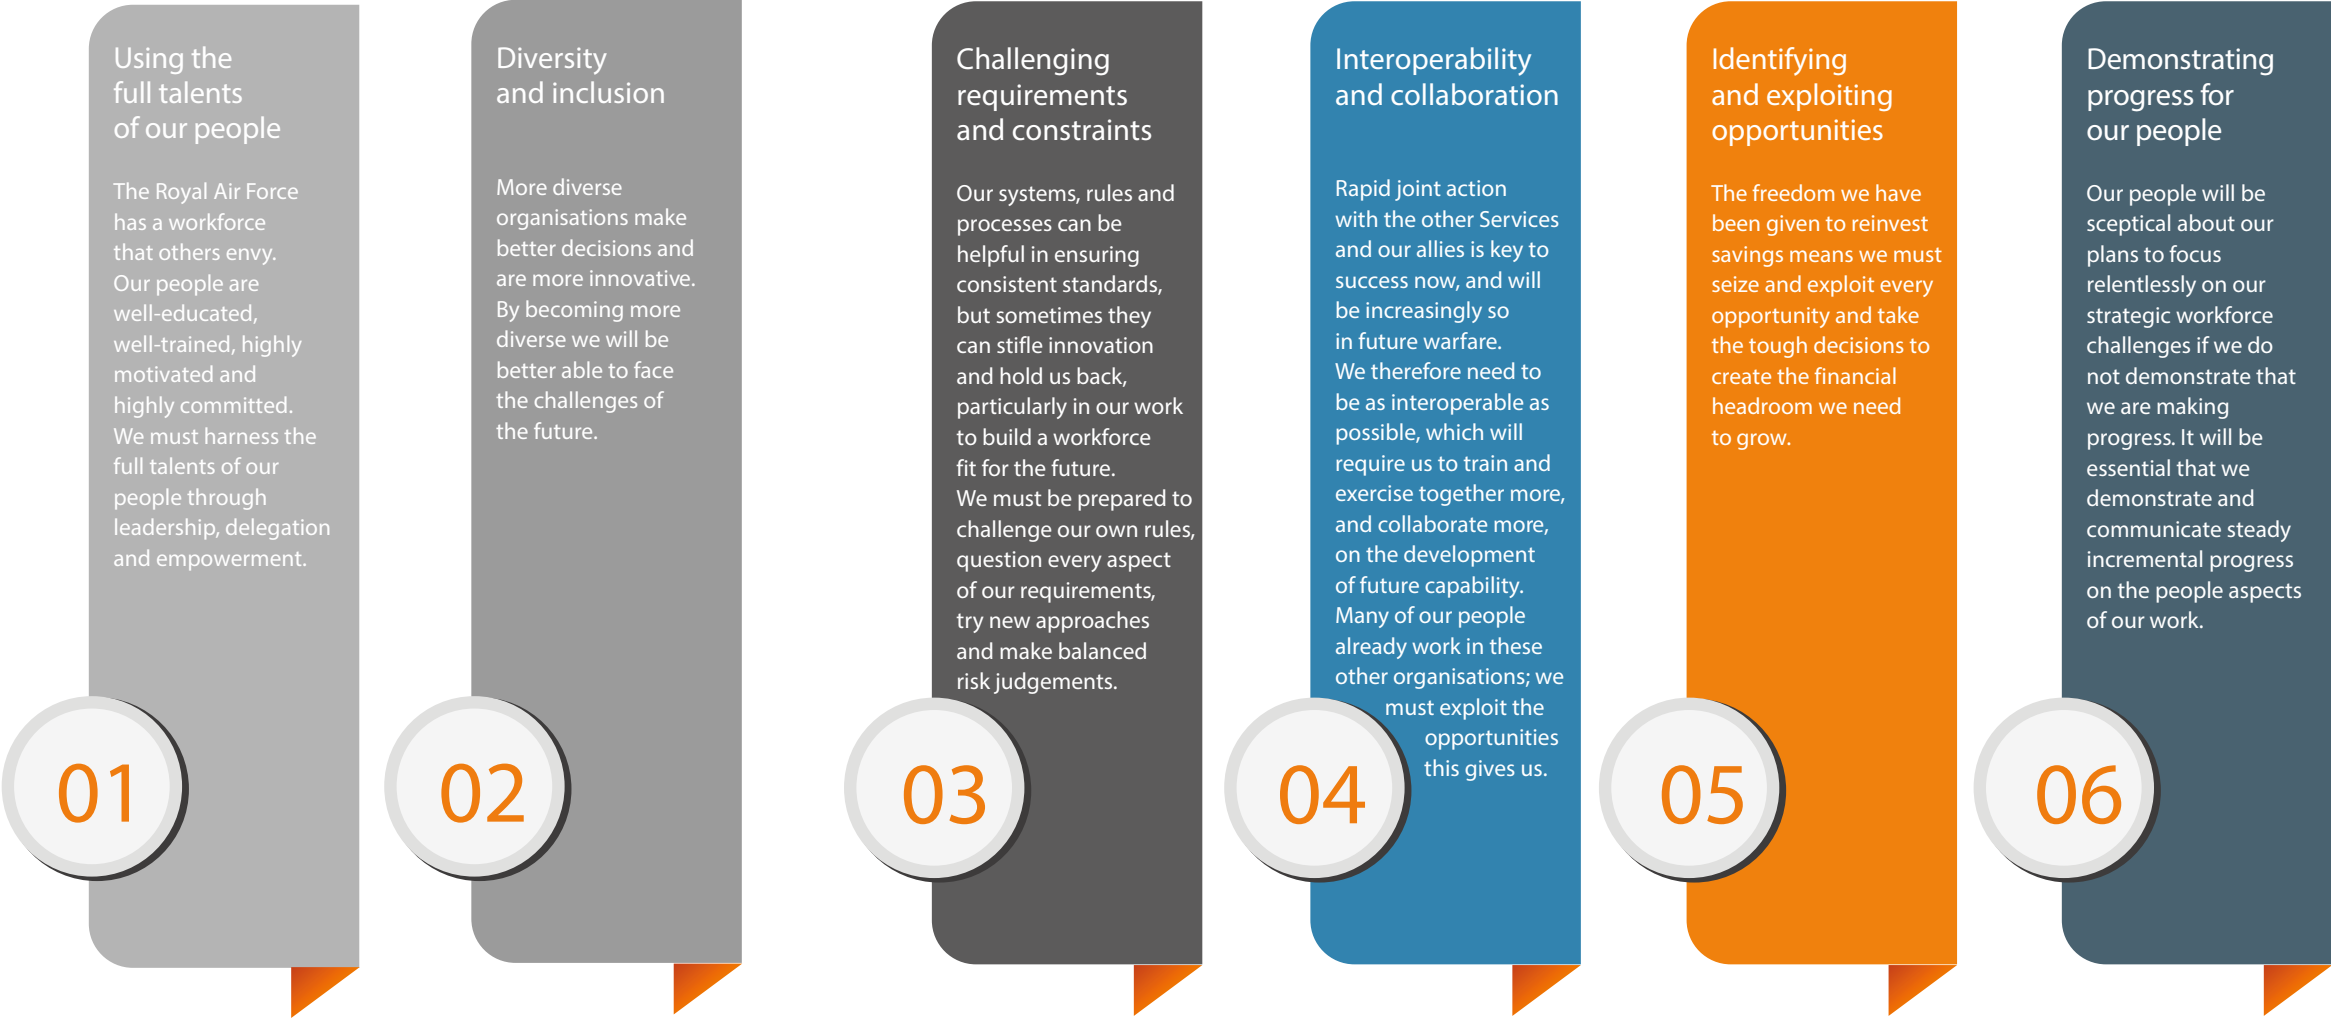 Using the
full talents
of our people
The Royal Air Force
has a workforce
that others envy.
Our people are
well-educated,
well-trained, highly
motivated and
highly committed.
We must harness the
full talents of our
people through
leadership, delegation
and empowerment.
01
Diversity
and inclusion
More diverse
organisations make
better decisions and
are more innovative.
By becoming more
diverse we will be
better able to face
the challenges of
the future.
02
Challenging
requirements
and constraints
Our systems, rules and
processes can be
helpful in ensuring
consistent standards,
but sometimes they
can stifle innovation
and hold us back,
particularly in our work
to build a workforce
fit for the future.
We must be prepared to
challenge our own rules,
question every aspect
of our requirements,
try new approaches
and make balanced
risk judgements.
03
Interoperability
and collaboration
Rapid joint action
with the other Services
and our allies is key to
success now, and will
be increasingly so
in future warfare.
We therefore need to
be as interoperable as
possible, which will
require us to train and
exercise together more,
and collaborate more,
on the development
of future capability.
Many of our people
already work in these
other organisations; we
must exploit the
opportunities
this gives us.
04
Identifying
and exploiting
opportunities
The freedom we have
been given to reinvest
savings means we must
seize and exploit every
opportunity and take
the tough decisions to
create the financial
headroom we need
to grow.
05
Demonstrating
progress for
our people
Our people will be
sceptical about our
plans to focus
relentlessly on our
strategic workforce
challenges if we do
not demonstrate that
we are making
progress. It will be
essential that we
demonstrate and
communicate steady
incremental progress
on the people aspects
of our work.
06